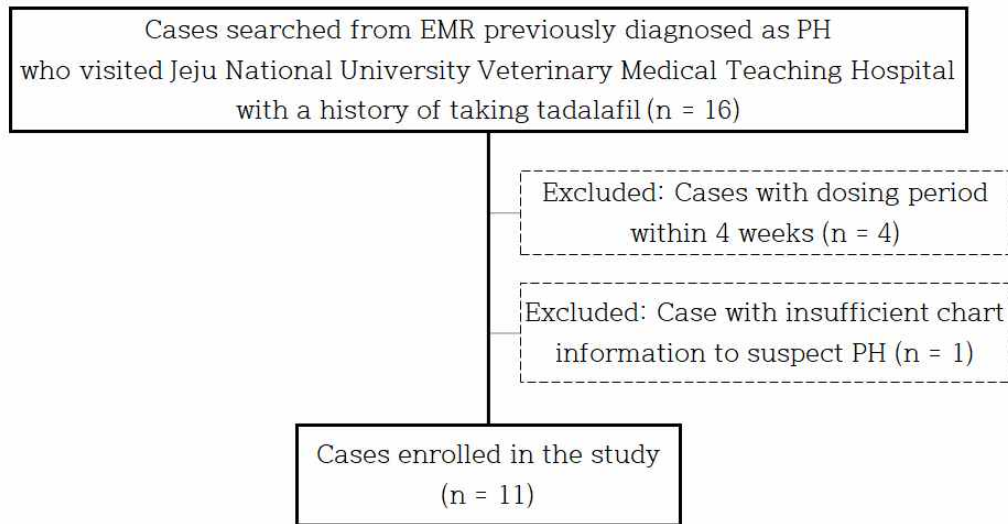 Cases searched from EMR previously diagnosed as PH
who visited Jeju National University Veterinary Medical Teaching Hospital
with a history of taking tadalafil (n = 16)
Excluded: Cases with dosing period
within 4 weeks (n = 4)
Excluded: Case with insufficient chart
information to suspect PH (n = 1)
Cases enrolled in the study
(n = 11)